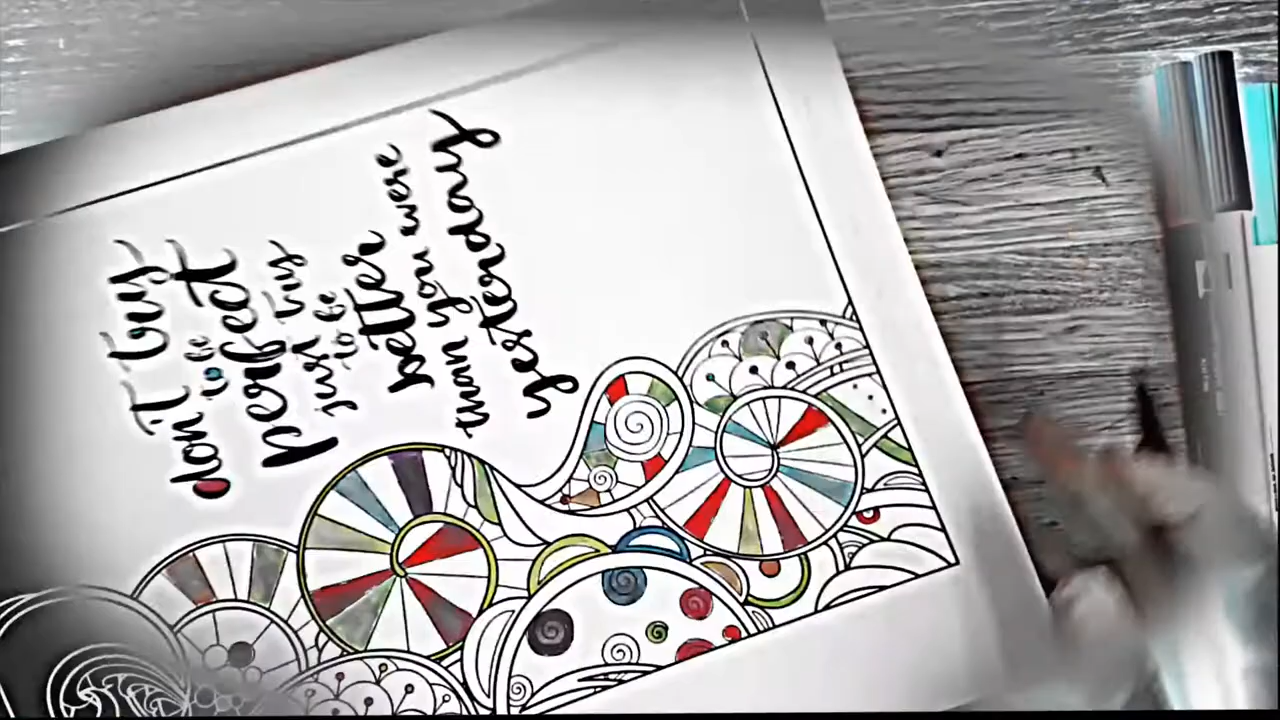 don't try
to be
perfect
just try
to be
better
than you were
yesterday